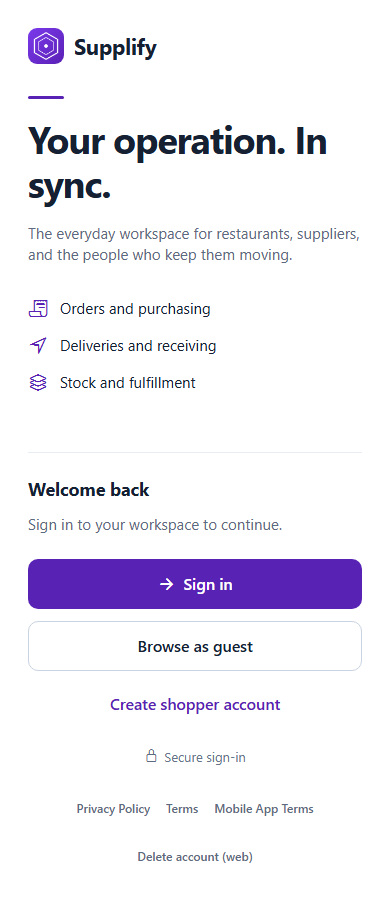 Supplify
Your operation. In
sync.
The everyday workspace for restaurants, suppliers,
and the people who keep them moving.
Orders and purchasing
Deliveries and receiving
Stock and fulfillment
Welcome back
Sign in to your workspace to continue.
Sign in
Browse as guest
Create shopper account
Secure sign-in
Privacy Policy Terms Mobile App Terms
Delete account (web)